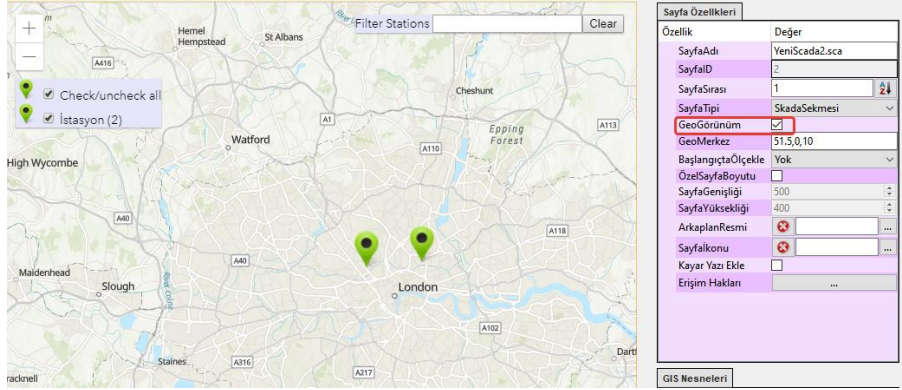 Filter Stations Clear
Hemel
Hempstead
St Albans
A416
Check/uncheck all
İstasyon (2)
Cheshunt
A1
Epping
Forest
A113
Watford
A110
High Wycombe
A40
A118
Maidenhead
A40
Slough
London
A102
Staines
A316
A217
racknell
Sayfa Özellikleri
Özellik Değer
SayfaAdı YeniScada2.sca
SayfaID 2
SayfaSırası 1
SayfaTipi SkadaSekmesi
GeoGörünüm
GeoMerkez 51.5,0,10
BaşlangıçtaÖlçekle Yok
ÖzelSayfaBoyutu
SayfaGenişliği 500
SayfaYüksekliği 400
ArkaplanResmi ...
Sayfaİkonu ...
Kayar Yazı Ekle
Erişim Hakları ...
GIS Nesneleri